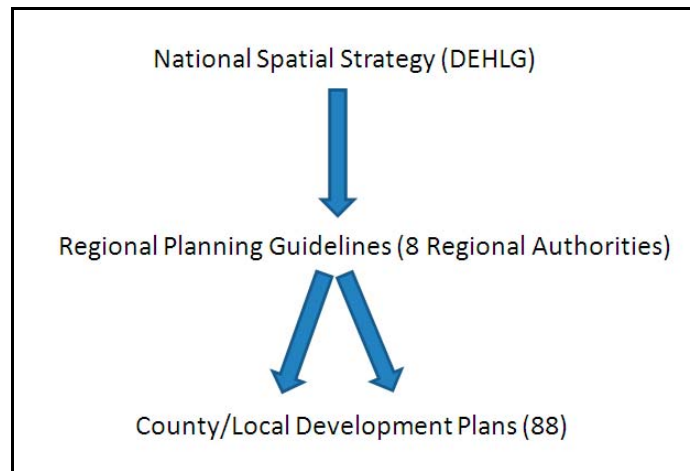 National Spatial Strategy (DEHLG)
Regional Planning Guidelines (8 Regional Authorities)
County/Local Development Plans (88)